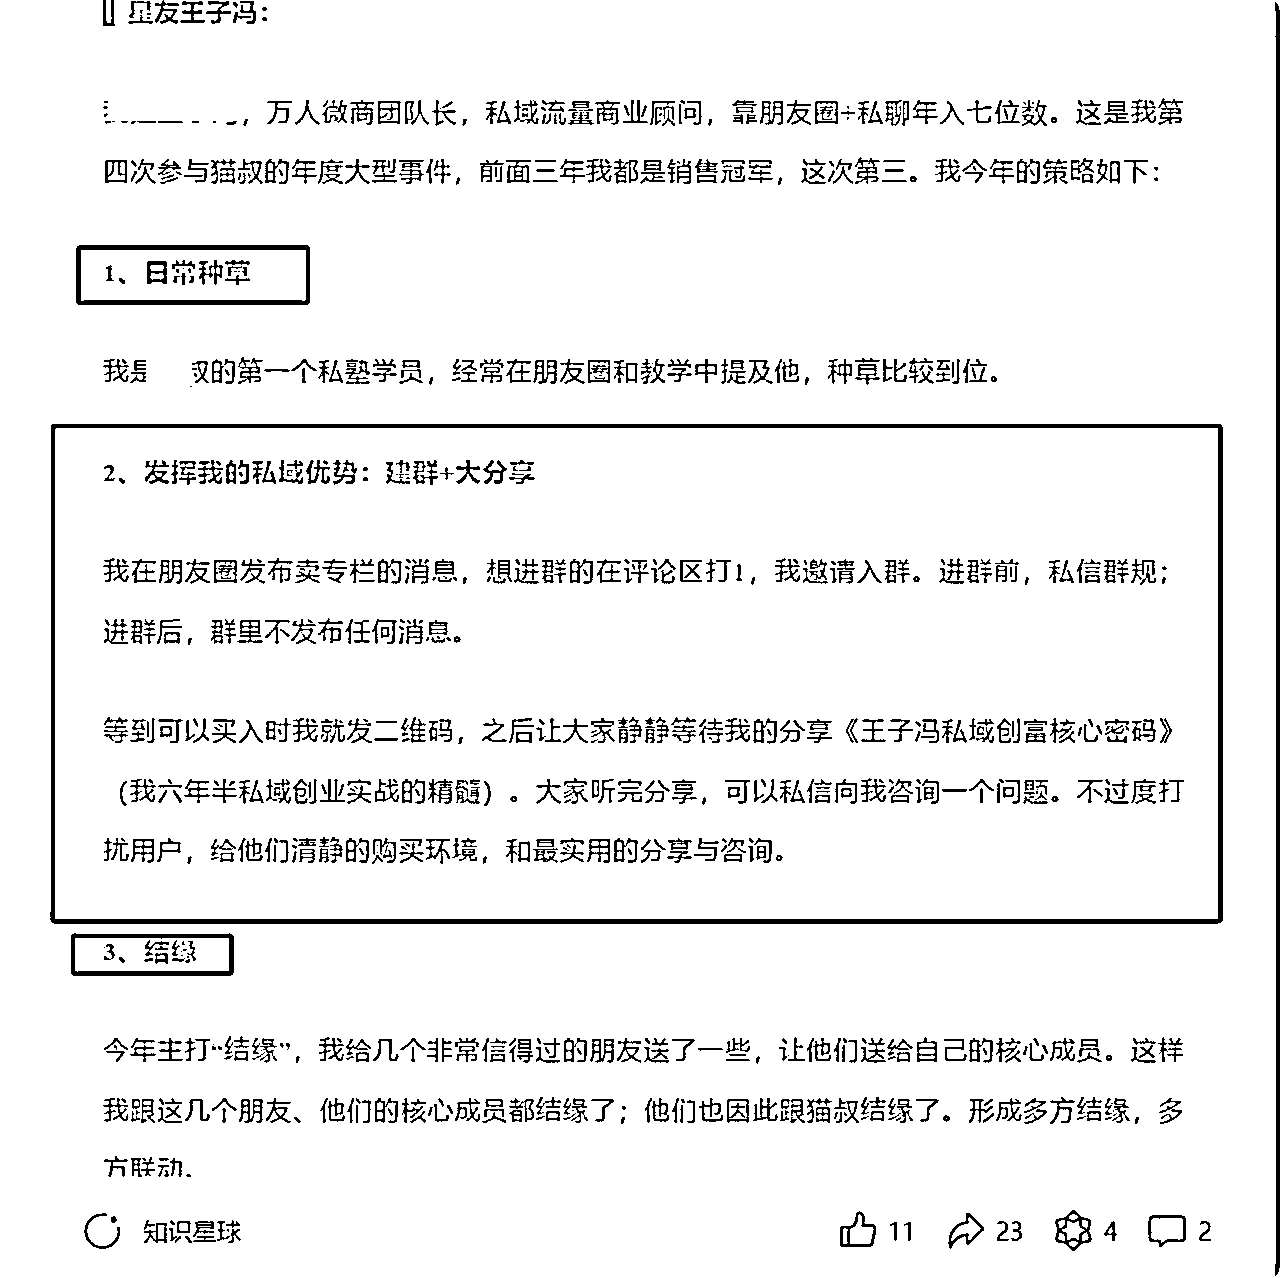 星友王子冯：
，万人微商团队长，私域流量商业顾问，靠朋友圈+私聊年入七位数。这是我第
四次参与猫叔的年度大型事件，前面三年我都是销售冠军，这次第三。我今年的策略如下：
1、日常种草
我是 叔的第一个私塾学员，经常在朋友圈和教学中提及他，种草比较到位。
2、发挥我的私域优势：建群+大分享
我在朋友圈发布卖专栏的消息，想进群的在评论区打1，我邀请入群。进群前，私信群规；
进群后，群里不发布任何消息。
等到可以买入时我就发二维码，之后让大家静静等待我的分享《王子冯私域创富核心密码》
（我六年半私域创业实战的精髓）。大家听完分享，可以私信向我咨询一个问题。不过度打
扰用户，给他们清静的购买环境，和最实用的分享与咨询。
3、结缘
今年主打“结缘”，我给几个非常信得过的朋友送了一些，让他们送给自己的核心成员。这样
我跟这几个朋友、他们的核心成员都结缘了；他们也因此跟猫叔结缘了。形成多方结缘，多
方联动.
知识星球 11 23 4 2